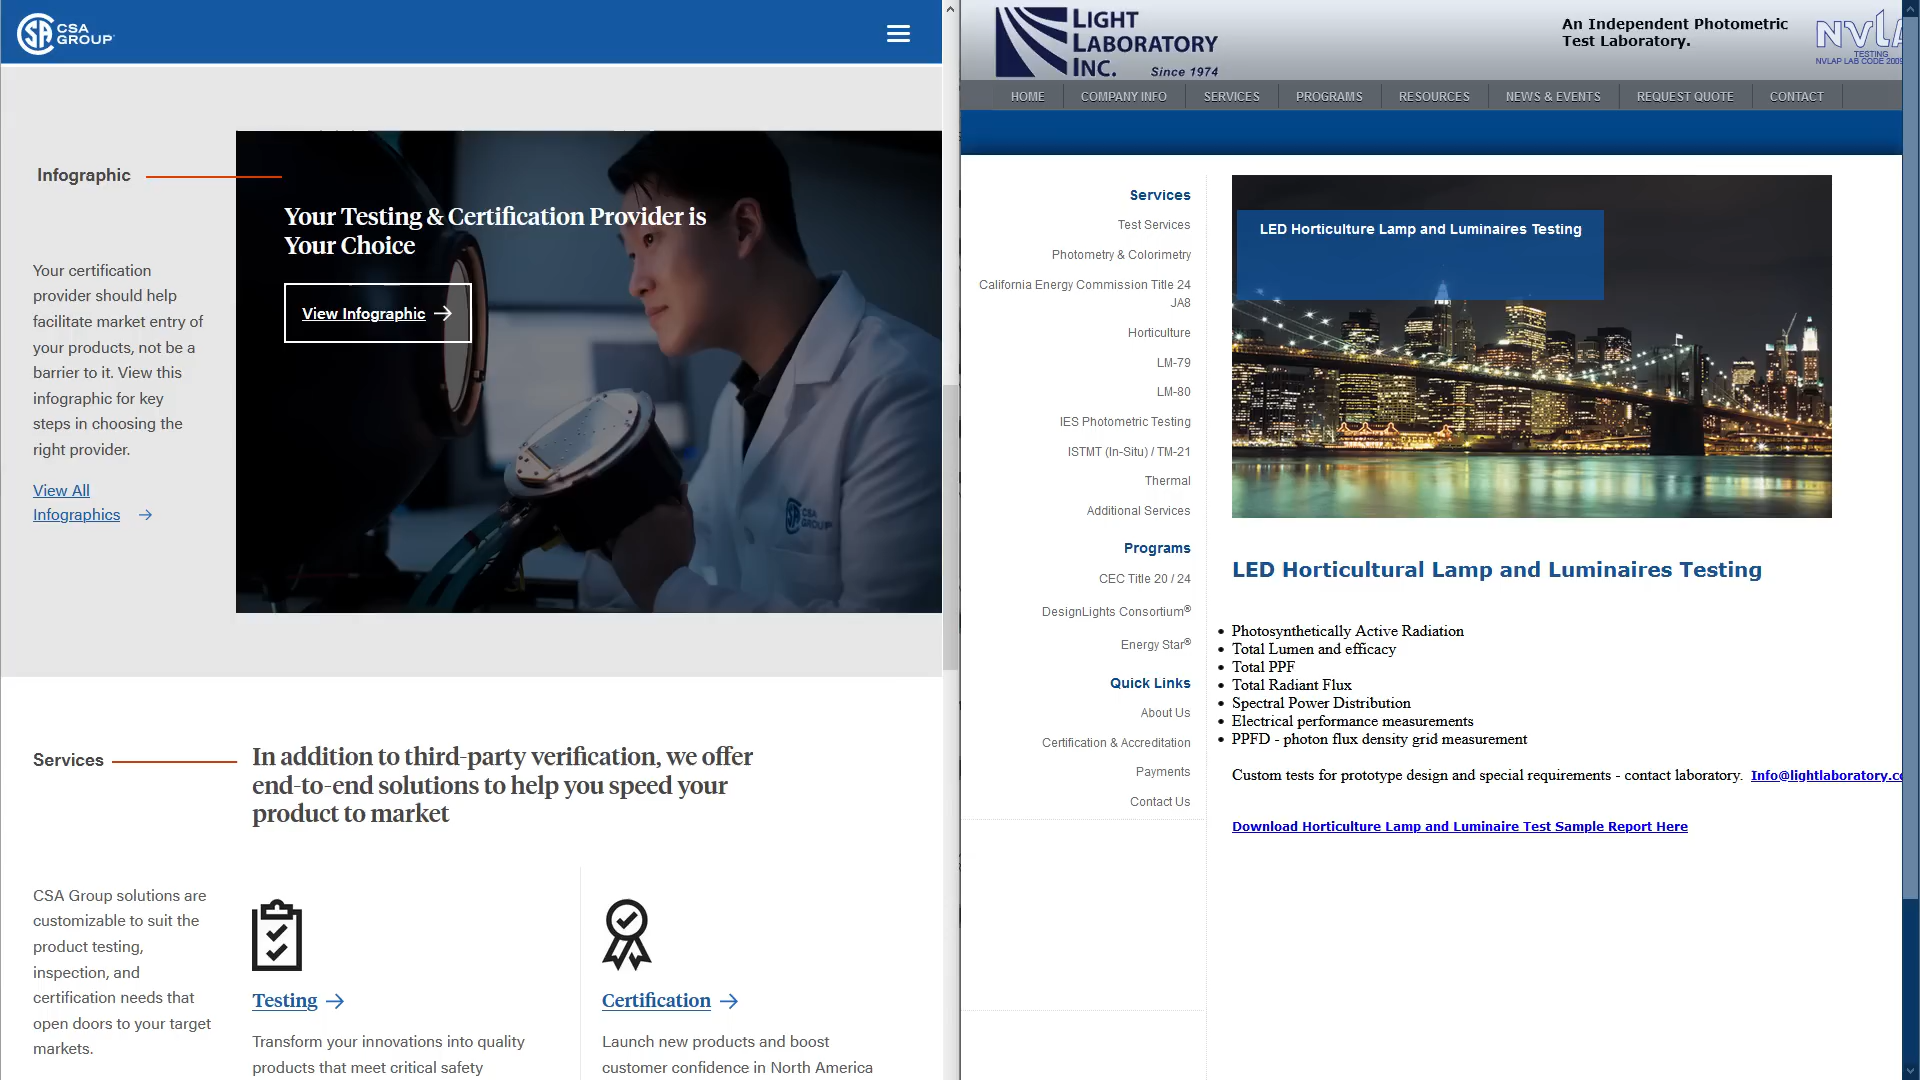 CSA
GROUP
Infographic
Your Testing & Certification Provider is
Your Choice
View Infographic
Your certification
provider should help
facilitate market entry of
your products, not be a
barrier to it. View this
infographic for key
steps in choosing the
right provider.
View All
Infographics
CSA
GROUP
Services
In addition to third-party verification, we offer
end-to-end solutions to help you speed your
product to market
CSA Group solutions are
customizable to suit the
product testing,
inspection, and
certification needs that
open doors to your target
markets.
Testing
Transform your innovations into quality
products that meet critical safety
Certification
Launch new products and boost
customer confidence in North America
LIGHT
LABORATORY
INC.
Since 1974
An Independent Photometric
Test Laboratory.
NVLA
TESTING
NVLAP LAB CODE 2009
HOME
COMPANY INFO
SERVICES
PROGRAMS
RESOURCES
NEWS & EVENTS
REQUEST QUOTE
CONTACT
Services
Test Services
Photometry & Colorimetry
California Energy Commission Title 24
JA8
Horticulture
LM-79
LM-80
IES Photometric Testing
ISTMT (In-Situ) / TM-21
Thermal
Additional Services
Programs
CEC Title 20 / 24
DesignLights Consortium®
Energy Star®
Quick Links
About Us
Certification & Accreditation
Payments
Contact Us
LED Horticulture Lamp and Luminaires Testing
LED Horticultural Lamp and Luminaires Testing
• Photosynthetically Active Radiation
• Total Lumen and efficacy
• Total PPF
• Total Radiant Flux
• Spectral Power Distribution
• Electrical performance measurements
• PPFD - photon flux density grid measurement
Custom tests for prototype design and special requirements - contact laboratory. Info@lightlaboratory.co
Download Horticulture Lamp and Luminaire Test Sample Report Here